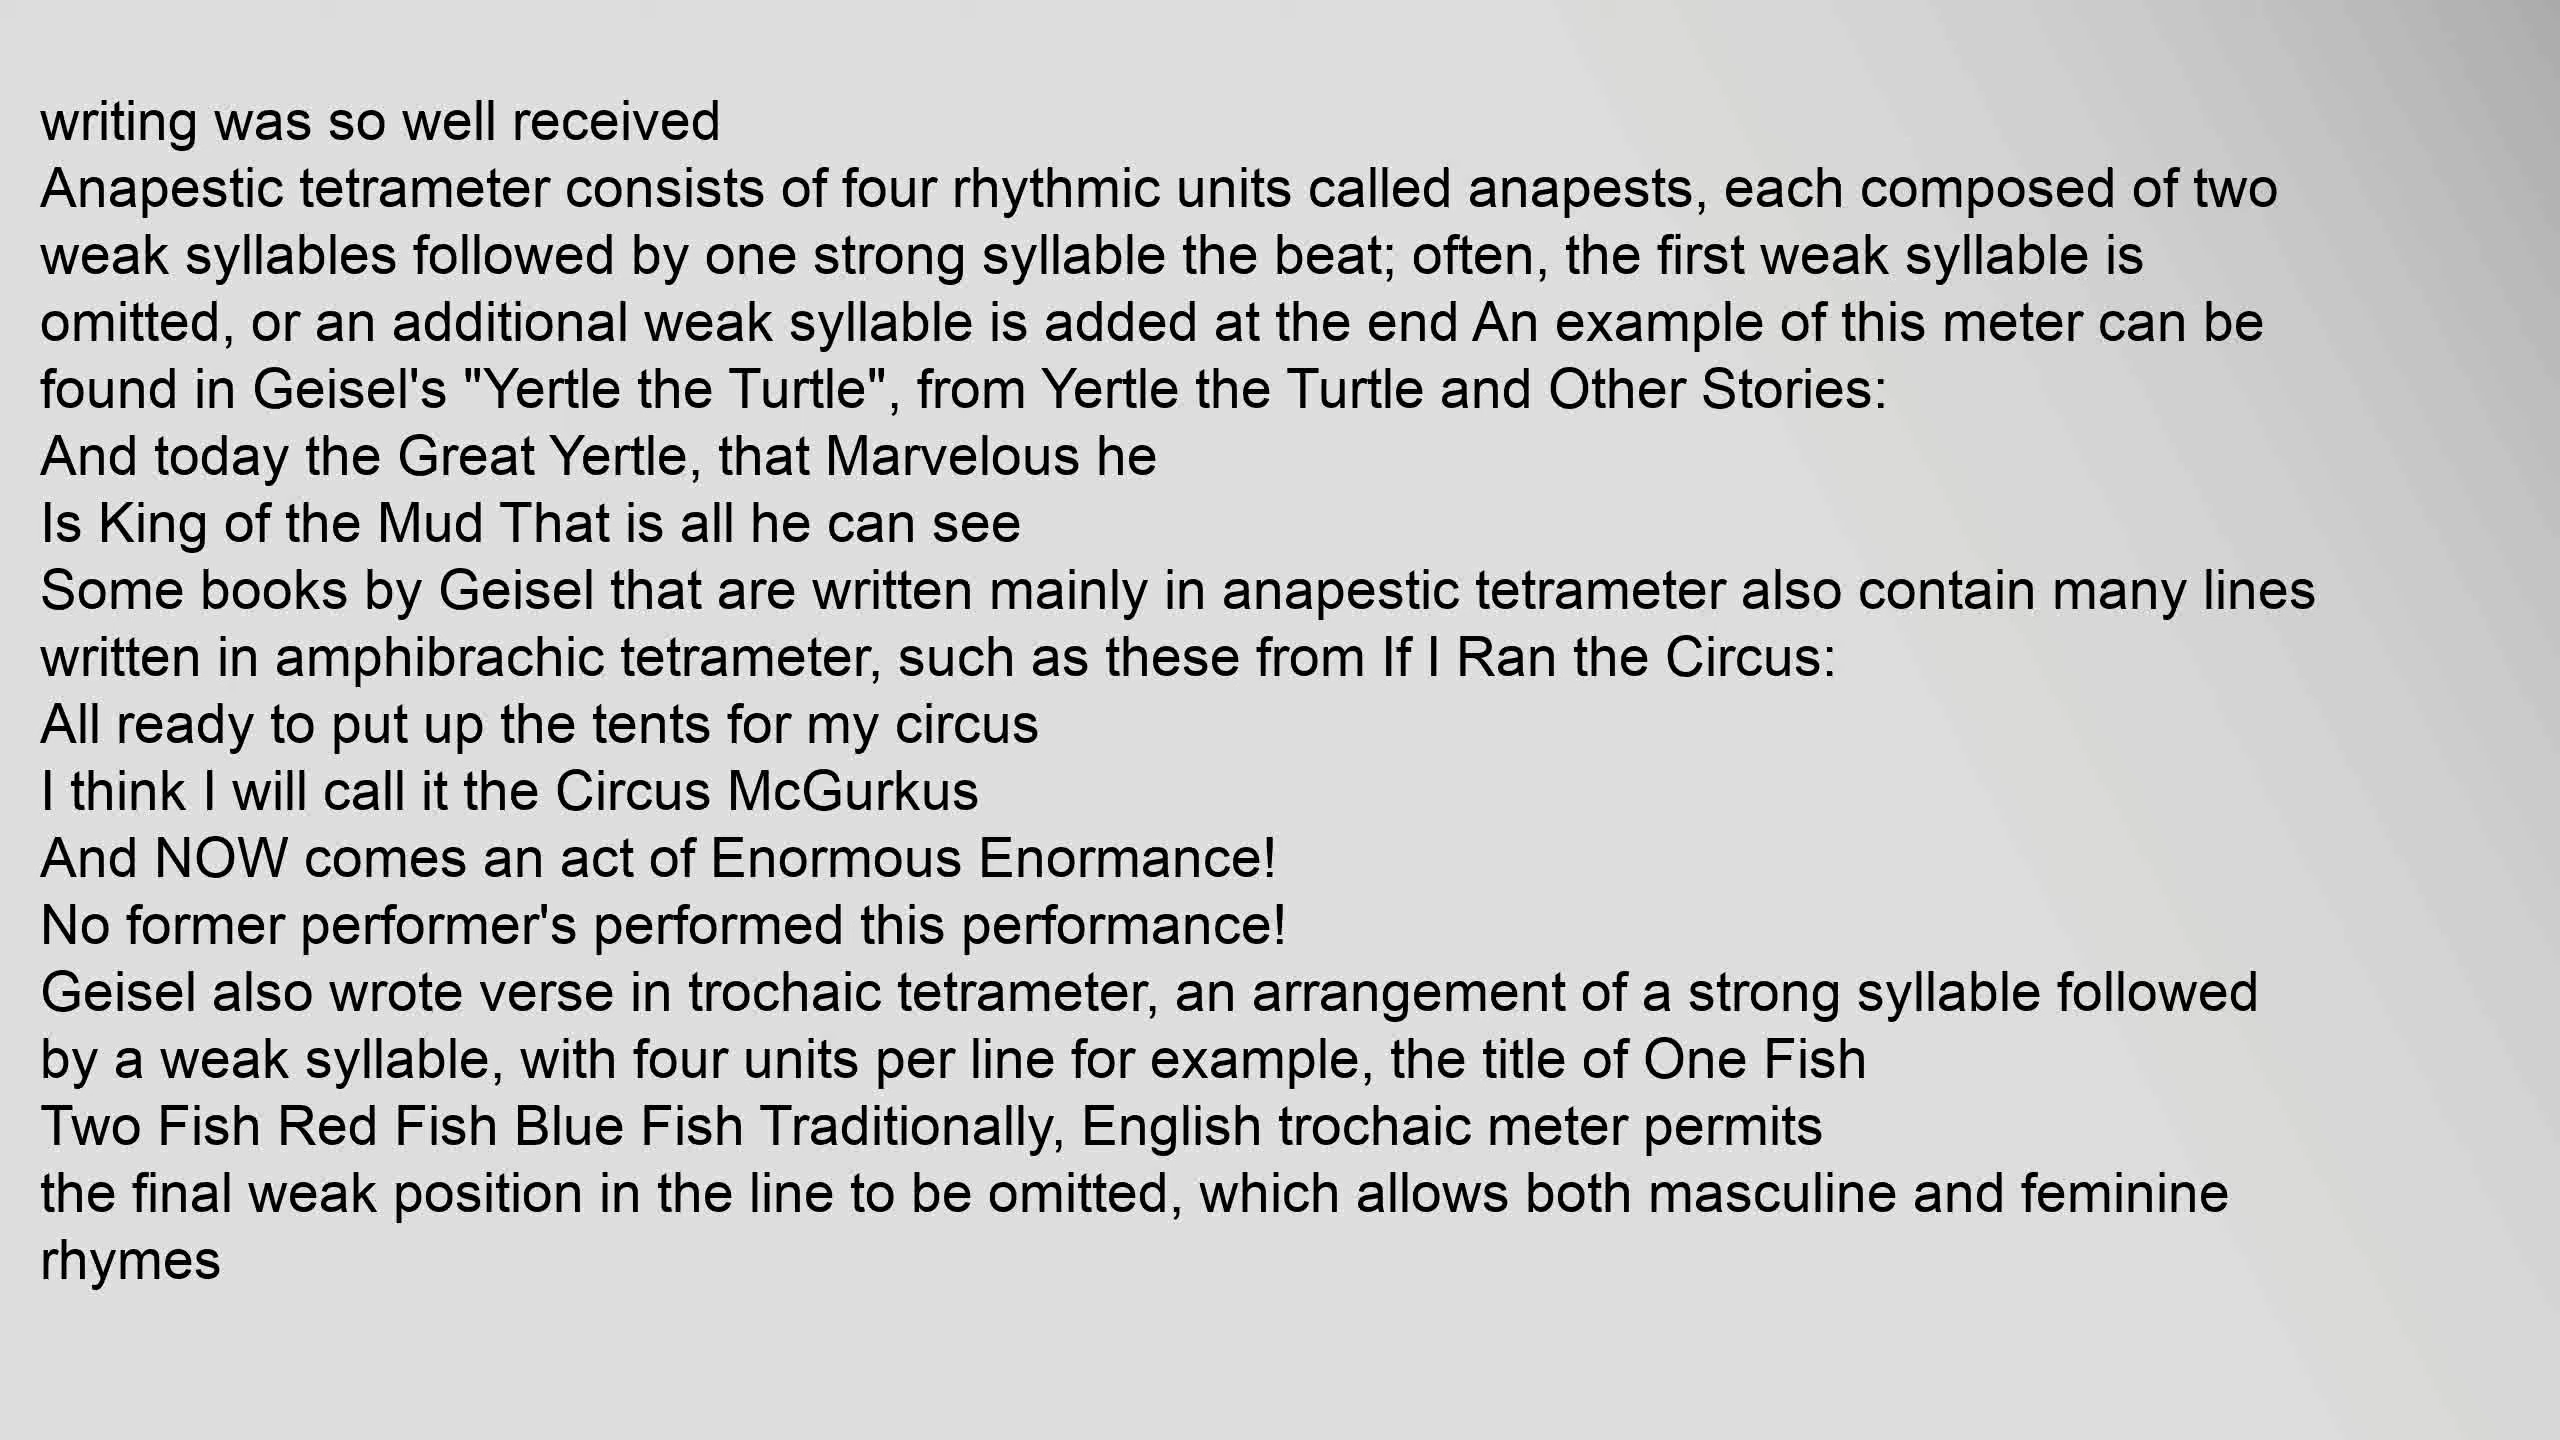 writing was so well received
Anapestic tetrameter consists of four rhythmic units called anapests, each composed of two
weak syllables followed by one strong syllable the beat; often, the first weak syllable is
omitted, or an additional weak syllable is added at the end An example of this meter can be
found in Geisel's "Yertle the Turtle", from Yertle the Turtle and Other Stories:
And today the Great Yertle, that Marvelous he
Is King of the Mud That is all he can see
Some books by Geisel that are written mainly in anapestic tetrameter also contain many lines
written in amphibrachic tetrameter, such as these from If I Ran the Circus:
All ready to put up the tents for my circus
I think I will call it the Circus McGurkus
And NOW comes an act of Enormous Enormance!
No former performer's performed this performance!
Geisel also wrote verse in trochaic tetrameter, an arrangement of a strong syllable followed
by a weak syllable, with four units per line for example, the title of One Fish
Two Fish Red Fish Blue Fish Traditionally, English trochaic meter permits
the final weak position in the line to be omitted, which allows both masculine and feminine
rhymes